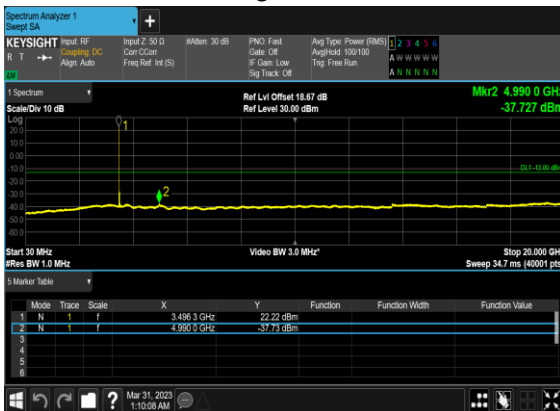 Spectrum Analyzer 1
Swept SA
KEYSIGHT Input: RF Input Z: 50 Ω #Atten: 30 dB PNO: Fast Avg Type: Power (RMS) 1 2 3 4 5 6
R T Coupling: DC Corr CCorr Gate: Off Avg|Hold: 100/100 A W W W W W
Align: Auto Freq Ref: Int (S) IF Gain: Low Trig: Free Run
Sig Track: Off A N N N N N
LV
1 Spectrum Ref Lvl Offset 18.67 dB Mkr2 4.990 0 GHz
Scale/Div 10 dB Ref Level 30.00 dBm -37.727 dBm
Log
20.0
10.0
0.00
-10.0
DL1 -13.00 dBm
-20.0
-30.0
-40.0
-50.0
-60.0
1
2
Start 30 MHz Video BW 3.0 MHz* Stop 20.000 GHz
#Res BW 1.0 MHz Sweep 34.7 ms (40001 pts)
5 Marker Table
Mode Trace Scale X Y Function Function Width Function Value
1 N 1 f 3.496 3 GHz 22.22 dBm
2 N 1 f 4.990 0 GHz -37.73 dBm
3
4
5
6
? Mar 31, 2023
1:10:08 AM